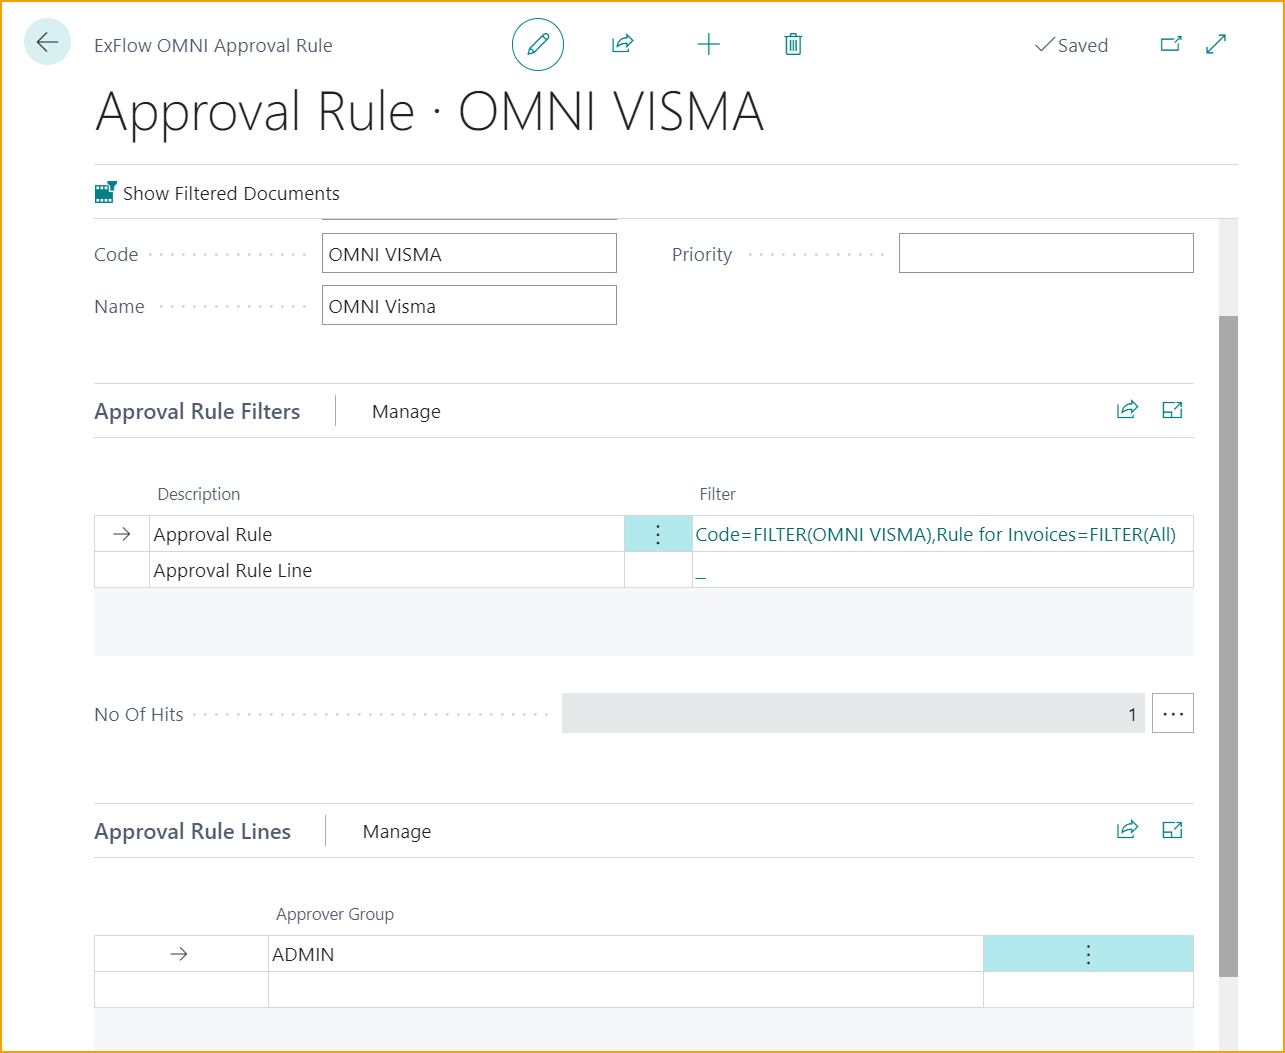 ExFlow OMNI Approval Rule
Saved
Approval Rule · OMNI VISMA
Show Filtered Documents
Code OMNI VISMA Priority
Name OMNI Visma
Approval Rule Filters Manage
Description Filter
Approval Rule Code=FILTER(OMNI VISMA),Rule for Invoices=FILTER(All)
Approval Rule Line _
No Of Hits 1
Approval Rule Lines Manage
Approver Group
ADMIN